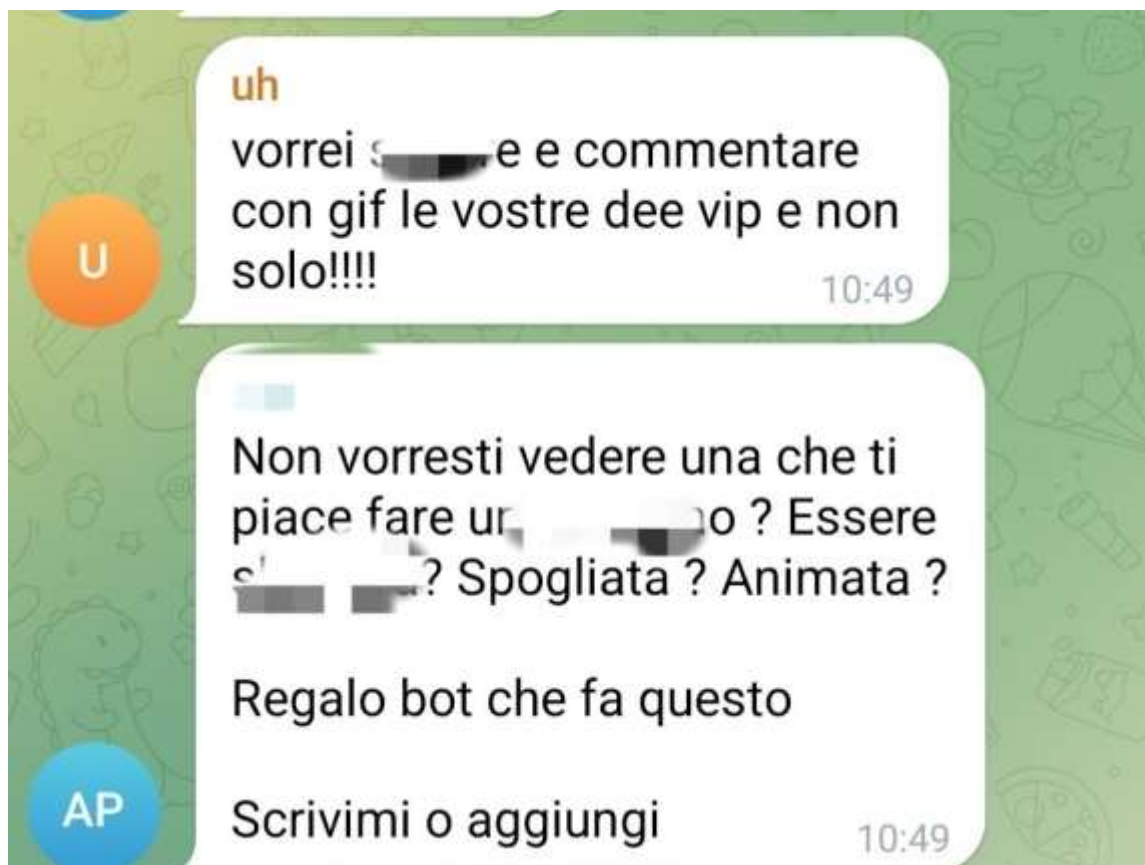 uh
vorrei e commentare
con gif le vostre dee vip e non
solo!!!!
10:49
U
Non vorresti vedere una che ti
piace fare ? Essere
? Spogliata ? Animata ?
Regalo bot che fa questo
Scrivimi o aggiungi
10:49
AP